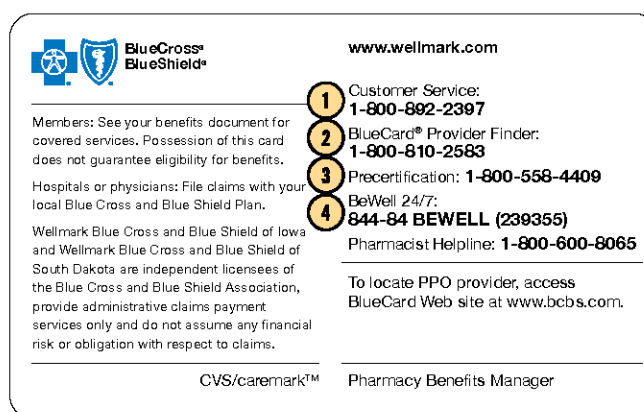 BlueCross®
BlueShield®
Members: See your benefits document for
covered services. Possession of this card
does not guarantee eligibility for benefits.
Hospitals or physicians: File claims with your
local Blue Cross and Blue Shield Plan.
Wellmark Blue Cross and Blue Shield of Iowa
and Wellmark Blue Cross and Blue Shield of
South Dakota are independent licensees of
the Blue Cross and Blue Shield Association,
provide administrative claims payment
services only and do not assume any financial
risk or obligation with respect to claims.
CVS/caremark™
www.wellmark.com
1 Customer Service:
1-800-892-2397
2 BlueCard® Provider Finder:
1-800-810-2583
3 Precertification: 1-800-558-4409
4 BeWell 24/7:
844-84 BEWELL (239355)
Pharmacist Helpline: 1-800-600-8065
To locate PPO provider, access
BlueCard Web site at www.bcbs.com.
Pharmacy Benefits Manager